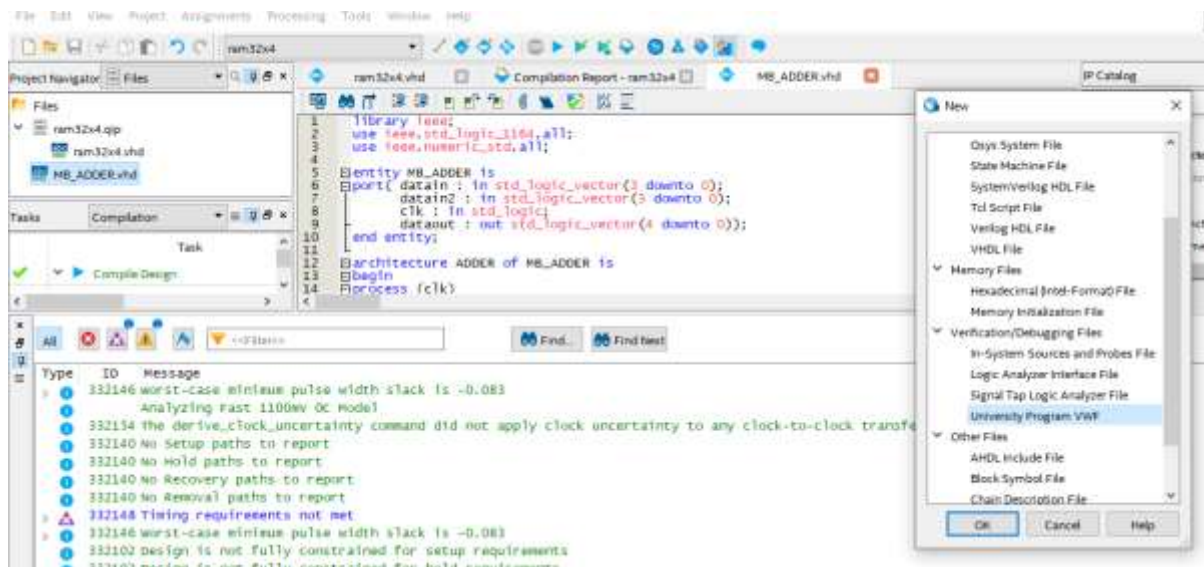 File Edit View Project Assignments Processing Tools Window Help
ram32x4
Project Navigator Files
ram32x4.vhd
Compilation Report - ram32x4
MB_ADDER.vhd
IP Catalog
Files
ram32x4.qip
ram32x4.vhd
MB_ADDER.vhd
Tasks Compilation
Task
Compile Design
1 library ieee;
2 use ieee.std_logic_1164.all;
3 use ieee.numeric_std.all;
4
5 entity MB_ADDER is
6 port( datain : in std_logic_vector(3 downto 0);
7 datain2 : in std_logic_vector(3 downto 0);
8 clk : in std_logic;
9 dataout : out std_logic_vector(4 downto 0));
10 end entity;
11
12 architecture ADDER of MB_ADDER is
13 begin
14 process (clk)
New
Qsys System File
State Machine File
SystemVerilog HDL File
Tcl Script File
Verilog HDL File
VHDL File
Memory Files
Hexadecimal (Intel-Format) File
Memory Initialization File
Verification/Debugging Files
In-System Sources and Probes File
Logic Analyzer Interface File
Signal Tap Logic Analyzer File
University Program VWF
Other Files
AHDL Include File
Block Symbol File
Chain Description File
OK Cancel Help
All <<Filter>> Find... Find Next
Type ID Message
332146 Worst-case minimum pulse width slack is -0.083
Analyzing Fast 1100mV 0C Model
332154 The derive_clock_uncertainty command did not apply clock uncertainty to any clock-to-clock transfe
332140 No Setup paths to report
332140 No Hold paths to report
332140 No Recovery paths to report
332140 No Removal paths to report
332148 Timing requirements not met
332146 Worst-case minimum pulse width slack is -0.083
332102 Design is not fully constrained for setup requirements
332102 Design is not fully constrained for hold requirements